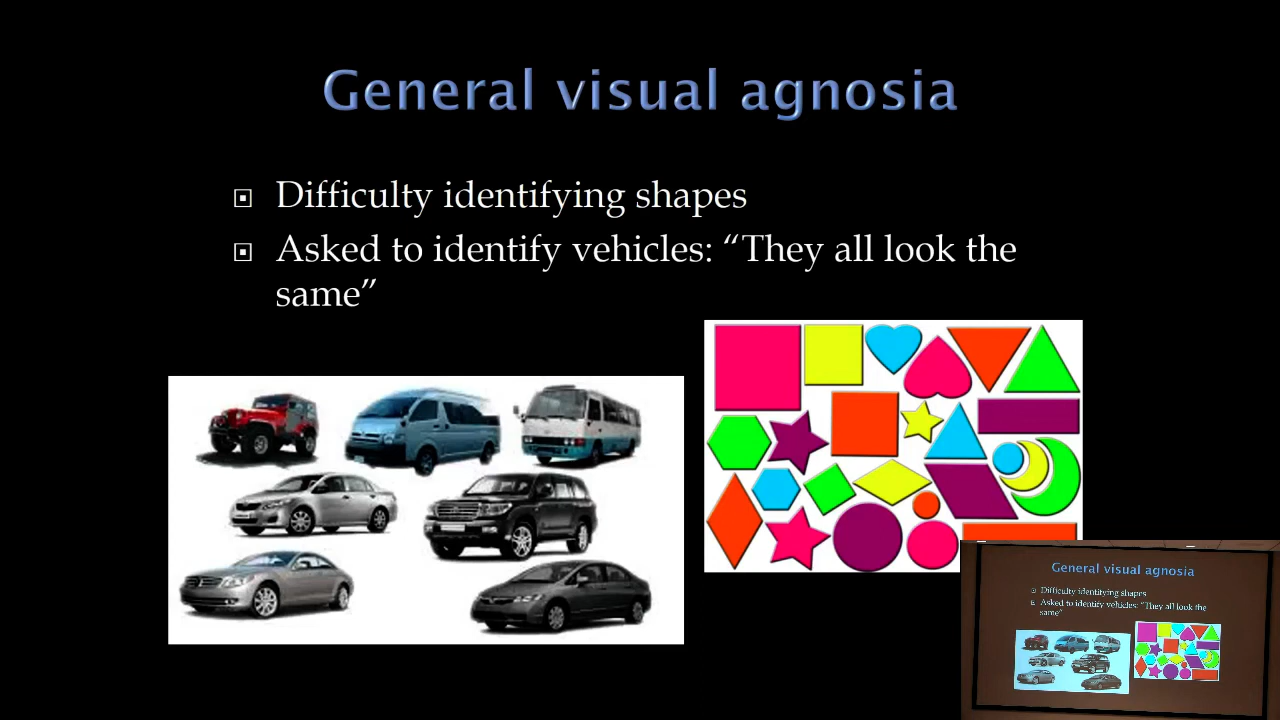 General visual agnosia
Difficulty identifying shapes
Asked to identify vehicles: “They all look the
same”
General visual agnosia
Difficulty identifying shapes
Asked to identify vehicles: “They all look the
same”